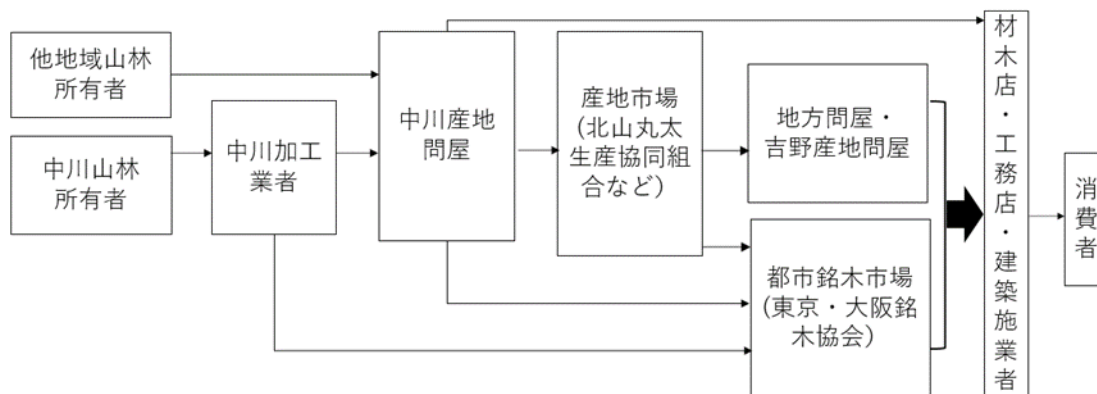 他地域山林
所有者
中川山林
所有者
中川加工
業者
中川産地
問屋
産地市場
(北山丸太
生産協同組
合など)
地方問屋・
吉野産地問屋
都市銘木市場
(東京・大阪銘
木協会)
材木店・工務店・建築施業者
消費者